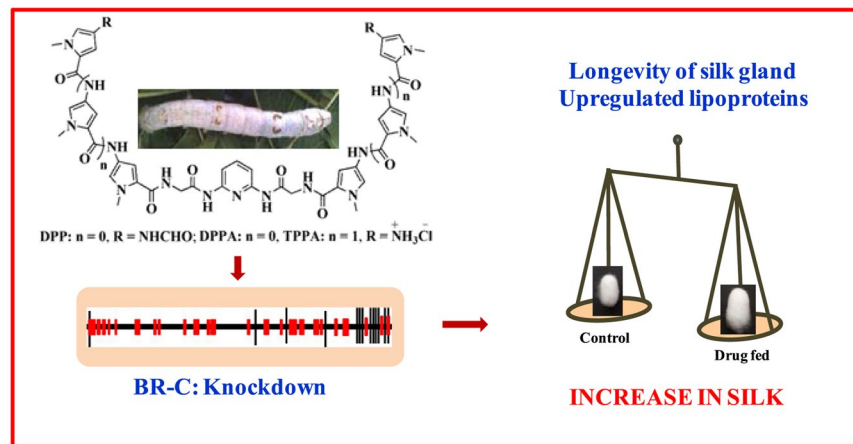 R
R
N
N
O
NH
O
n
HN
N
N
O
NH
O
n
HN
n
N
O
H
N
O
N
H
N
N
H
O
H
N
O
N
DPP: n = 0, R = NHCHO; DPPA: n = 0, TPPA: n = 1, R = NH₃Cl
+ −
BR-C: Knockdown
Longevity of silk gland
Upregulated lipoproteins
Control
Drug fed
INCREASE IN SILK